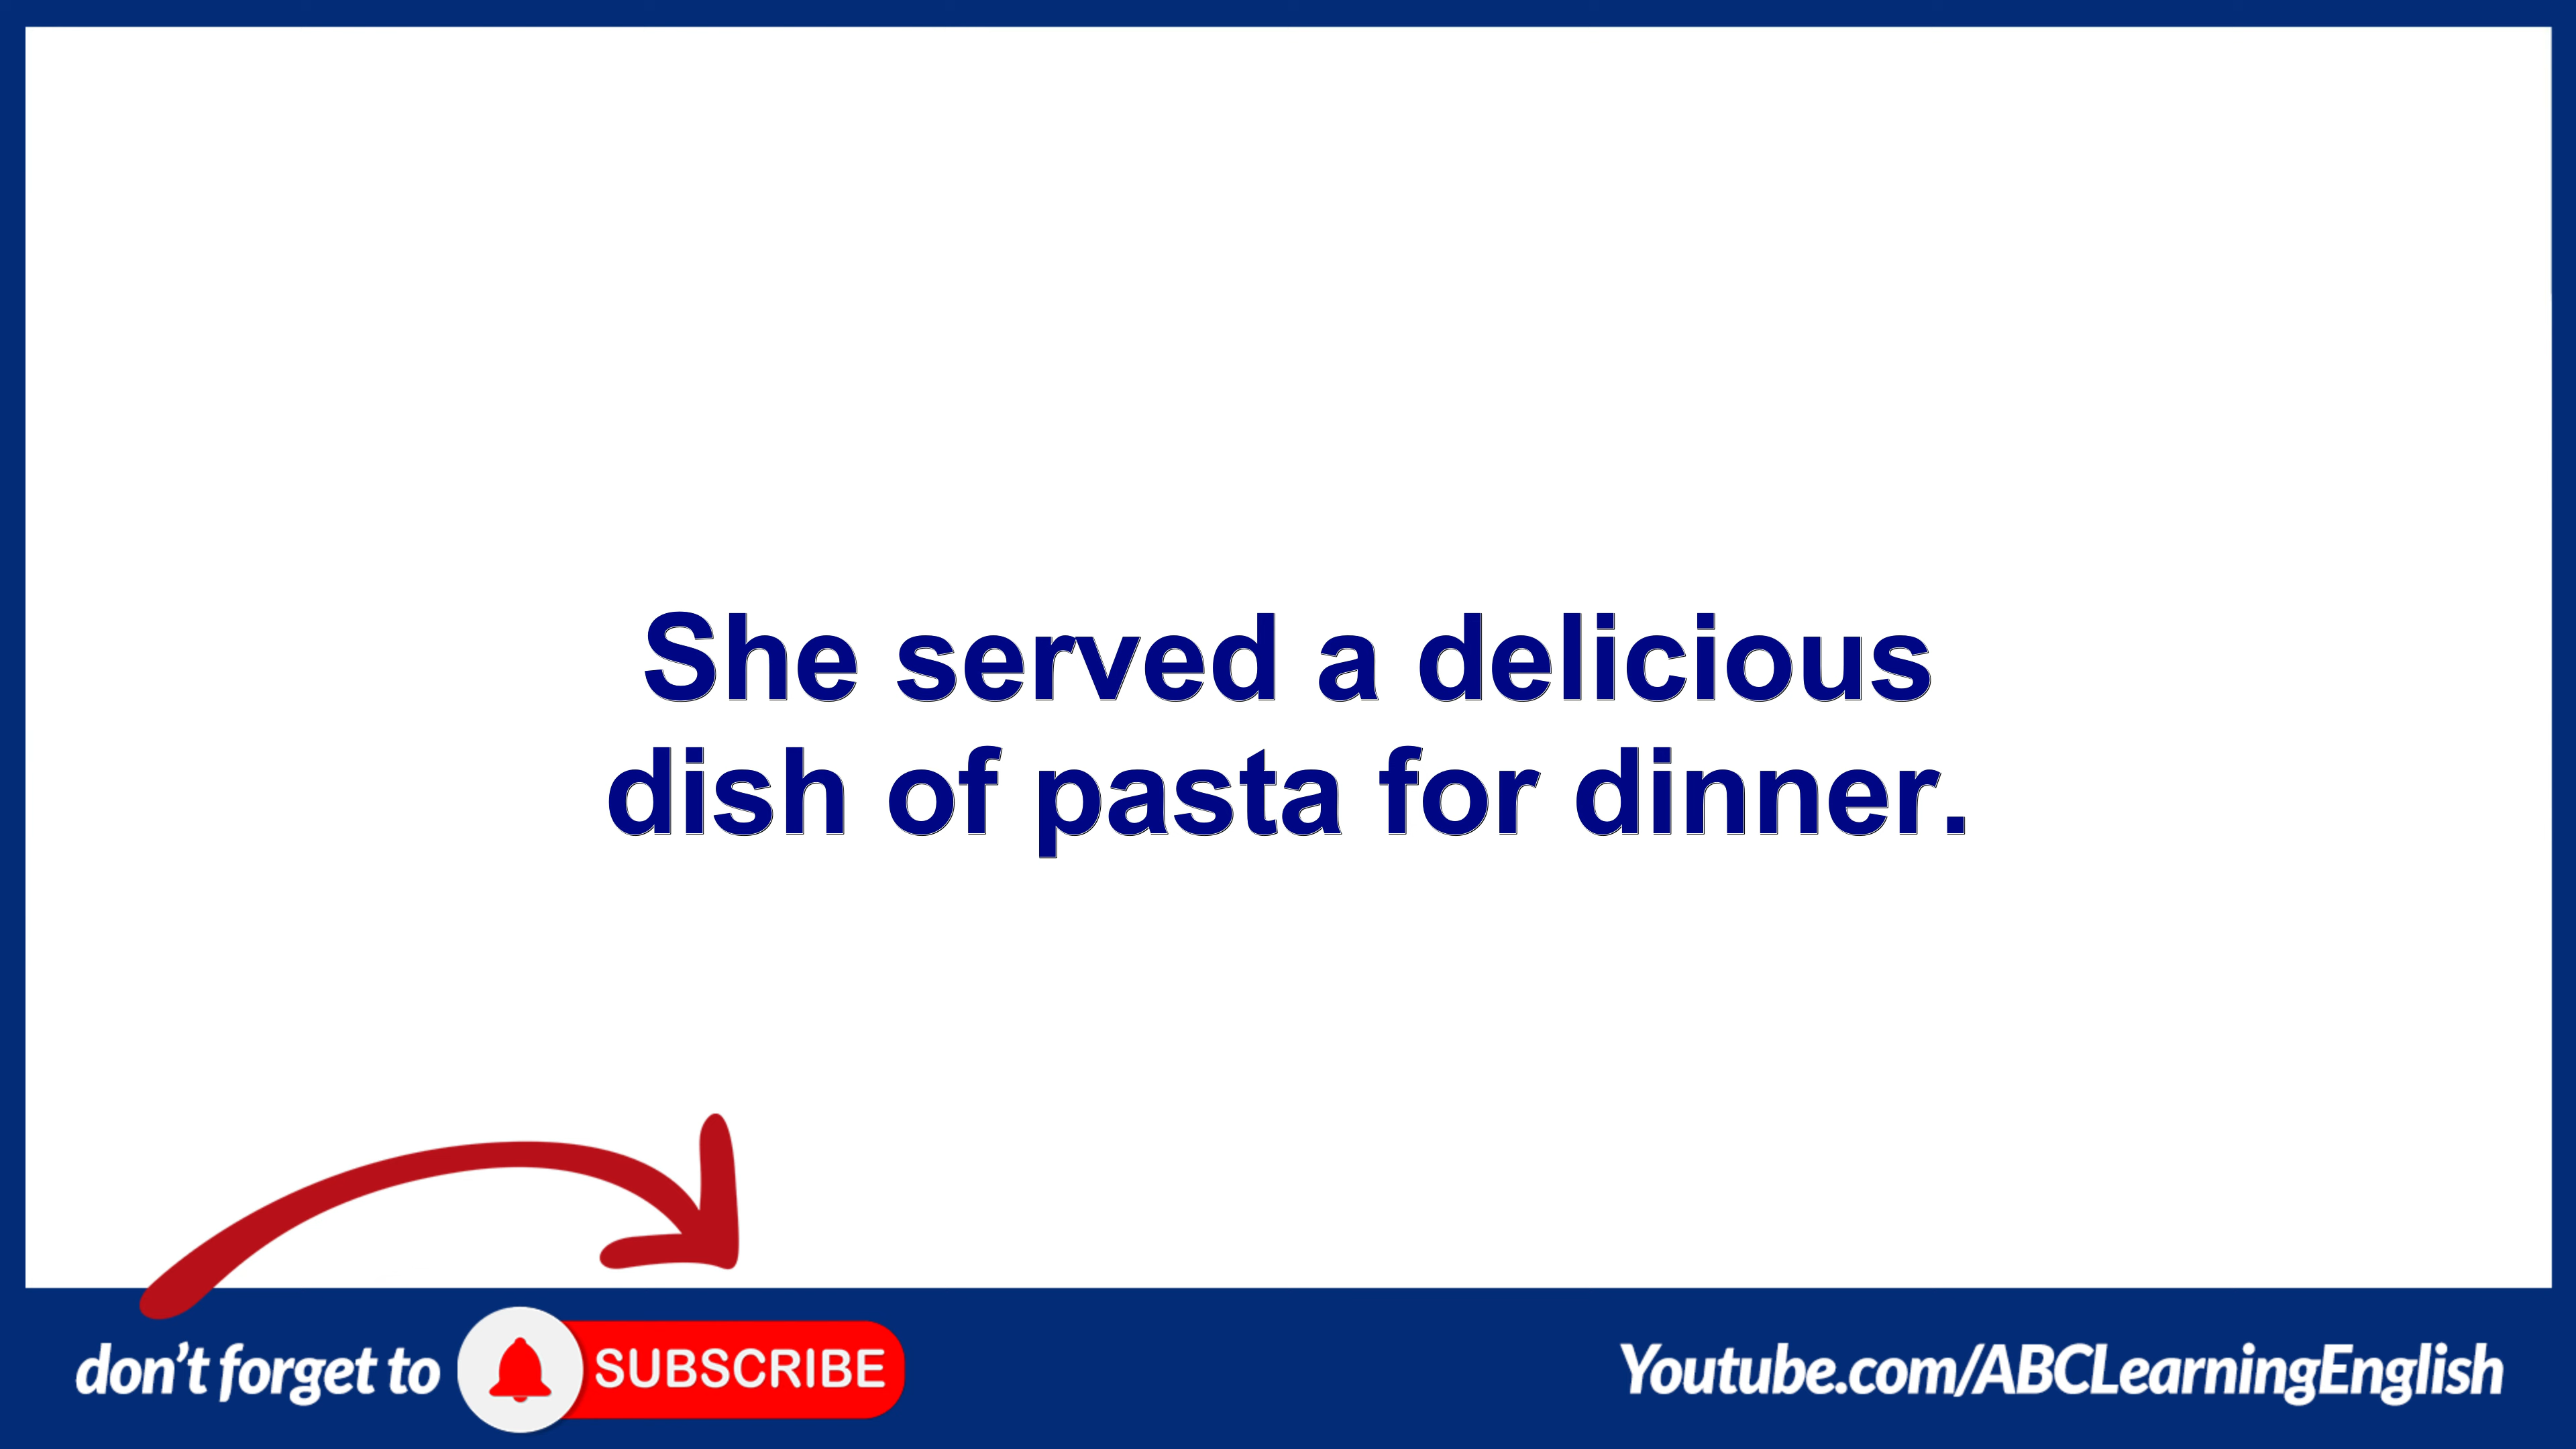 She served a delicious
dish of pasta for dinner.
don't forget to SUBSCRIBE
Youtube.com/ABCLearningEnglish